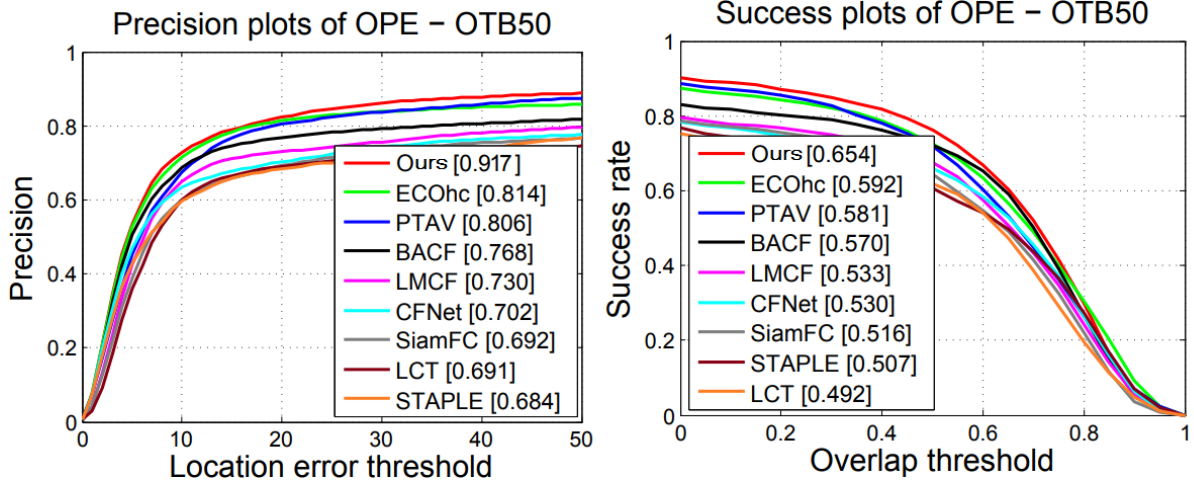 Precision plots of OPE − OTB50
Precision
1
0.8
0.6
0.4
0.2
0
Ours [0.917]
ECOhc [0.814]
PTAV [0.806]
BACF [0.768]
LMCF [0.730]
CFNet [0.702]
SiamFC [0.692]
LCT [0.691]
STAPLE [0.684]
0 10 20 30 40 50
Location error threshold
Success plots of OPE − OTB50
Success rate
1
0.8
0.6
0.4
0.2
0
Ours [0.654]
ECOhc [0.592]
PTAV [0.581]
BACF [0.570]
LMCF [0.533]
CFNet [0.530]
SiamFC [0.516]
STAPLE [0.507]
LCT [0.492]
0 0.2 0.4 0.6 0.8 1
Overlap threshold